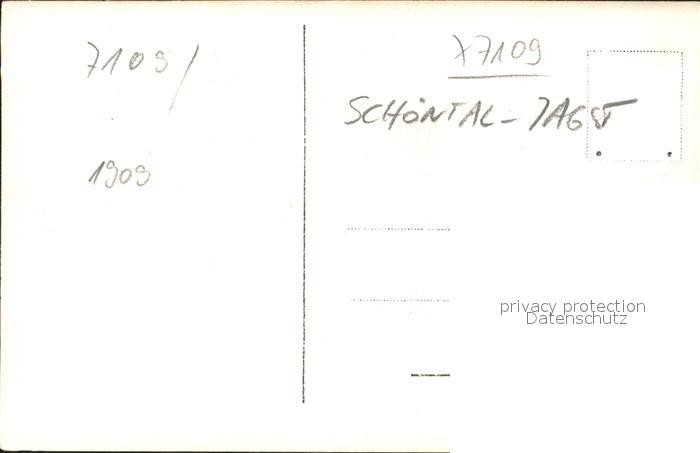 7109/
1909
X7109
SCHÖNTAL - JAGST
privacy protection
Datenschutz